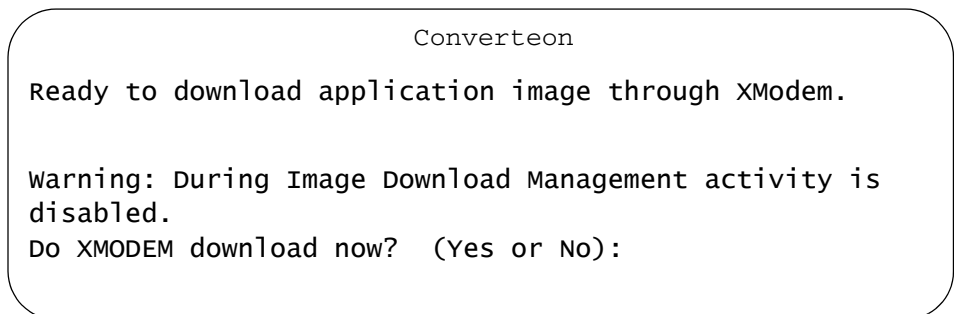 Converteon
Ready to download application image through XModem.
Warning: During Image Download Management activity is
disabled.
Do XMODEM download now?  (Yes or No):